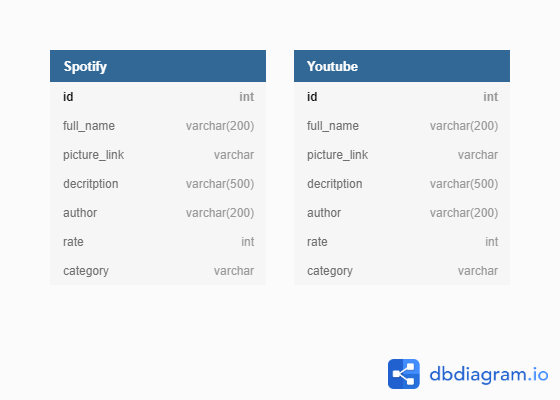 Spotify
id int
full_name varchar(200)
picture_link varchar
decritption varchar(500)
author varchar(200)
rate int
category varchar
Youtube
id int
full_name varchar(200)
picture_link varchar
decritption varchar(500)
author varchar(200)
rate int
category varchar
dbdiagram.io